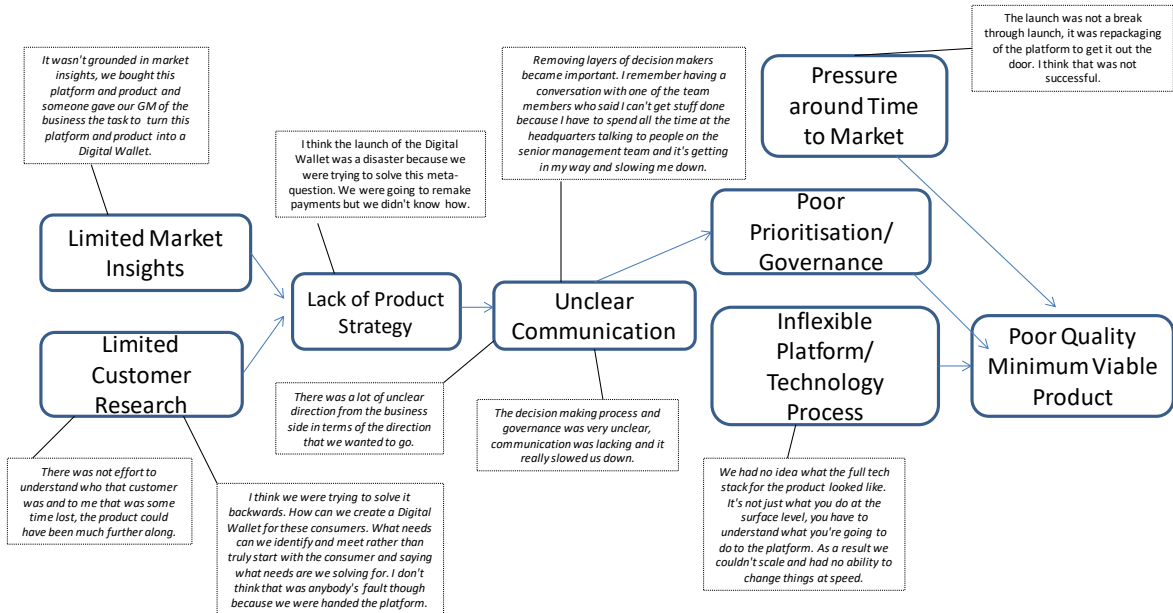 It wasn't grounded in market
insights, we bought this
platform and product and
someone gave our GM of the
business the task to  turn this
platform and product into a
Digital Wallet.
Limited Market
Insights
Limited
Customer
Research
There was not effort to
understand who that customer
was and to me that was some
time lost, the product could
have been much further along.
I think we were trying to solve it
backwards. How can we create a Digital
Wallet for these consumers. What needs
can we identify and meet rather than
truly start with the consumer and saying
what needs are we solving for. I don't
think that was anybody's fault though
because we were handed the platform.
I think the launch of the Digital
Wallet was a disaster because we
were trying to solve this meta-
question. We were going to remake
payments but we didn't know how.
Lack of Product
Strategy
There was a lot of unclear
direction from the business
side in terms of the direction
that we wanted to go.
Removing layers of decision makers
became important. I remember having a
conversation with one of the team
members who said I can't get stuff done
because I have to spend all the time at the
headquarters talking to people on the
senior management team and it's getting
in my way and slowing me down.
Unclear
Communication
The decision making process and
governance was very unclear,
communication was lacking and it
really slowed us down.
Pressure
around Time
to Market
The launch was not a break
through launch, it was repackaging
of the platform to get it out the
door. I think that was not
successful.
Poor
Prioritisation/
Governance
Inflexible
Platform/
Technology
Process
We had no idea what the full tech
stack for the product looked like.
It's not just what you do at the
surface level, you have to
understand what you're going to
do to the platform. As a result we
couldn't scale and had no ability to
change things at speed.
Poor Quality
Minimum Viable
Product